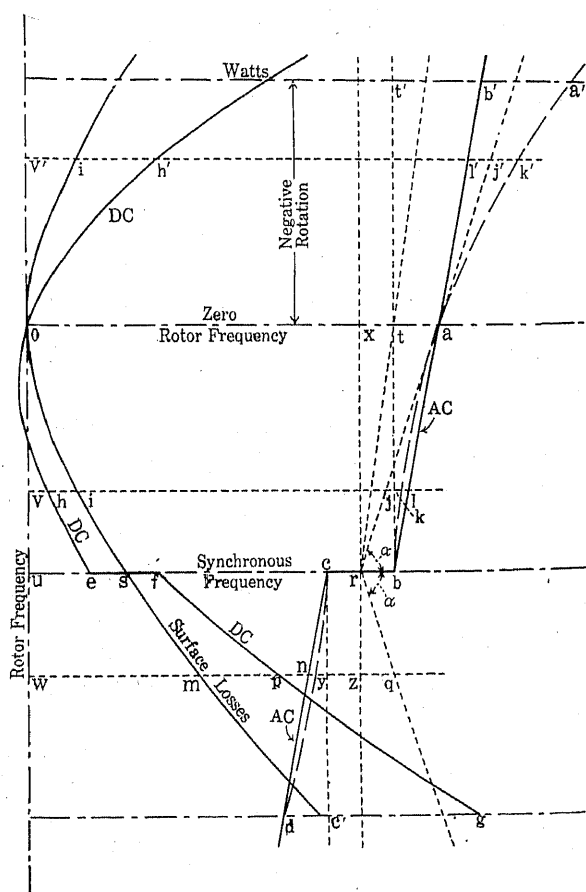 Watts
t'
b'
a'
V'
i
h'
l'
j'
k'
DC
Negative
Rotation
Zero
Rotor Frequency
0
x
t
a
AC
V
h
i
j
l
k
DC
Synchronous
Frequency
u
e
s
f
c
r
b
α
α
Rotor Frequency
DC
Surface
Losses
W
m
p
n
y
z
q
AC
d
c'
g